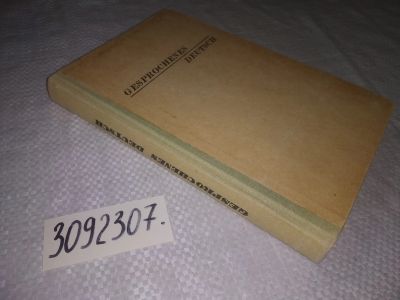 GESPROCHENES
DEUTSCH
GESPROCHENES DEUTSCH
3092307.